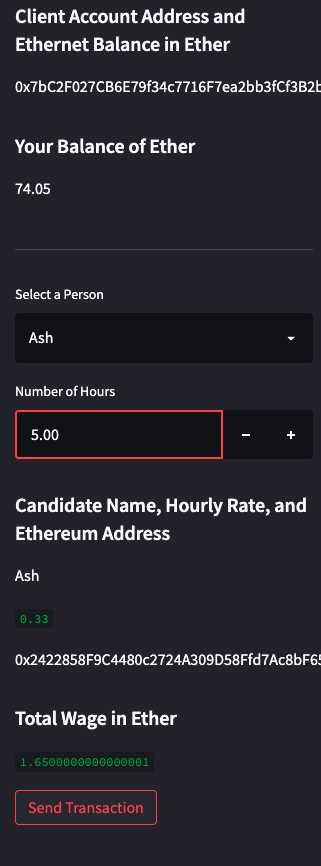 Client Account Address and
Ethernet Balance in Ether
0x7bC2F027CB6E79f34c7716F7ea2bb3fCf3B2b
Your Balance of Ether
74.05
Select a Person
Ash
Number of Hours
5.00
Candidate Name, Hourly Rate, and
Ethereum Address
Ash
0.33
0x2422858F9C4480c2724A309D58Ffd7Ac8bF65
Total Wage in Ether
1.6500000000000001
Send Transaction